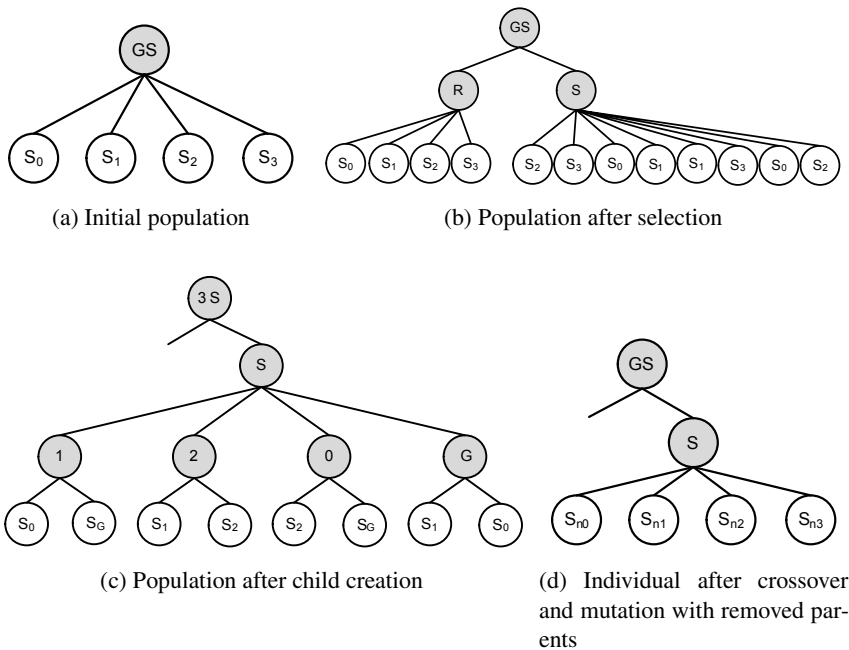 GS
S0 S1 S2 S3
(a) Initial population
GS
R S
S0 S1 S2 S3 S2 S3 S0 S1 S1 S3 S0 S2
(b) Population after selection
3 S
S
1 2 0 G
S0 SG S1 S2 S2 SG S1 S0
(c) Population after child creation
GS
S
Sn0 Sn1 Sn2 Sn3
(d) Individual after crossover
and mutation with removed par-
ents